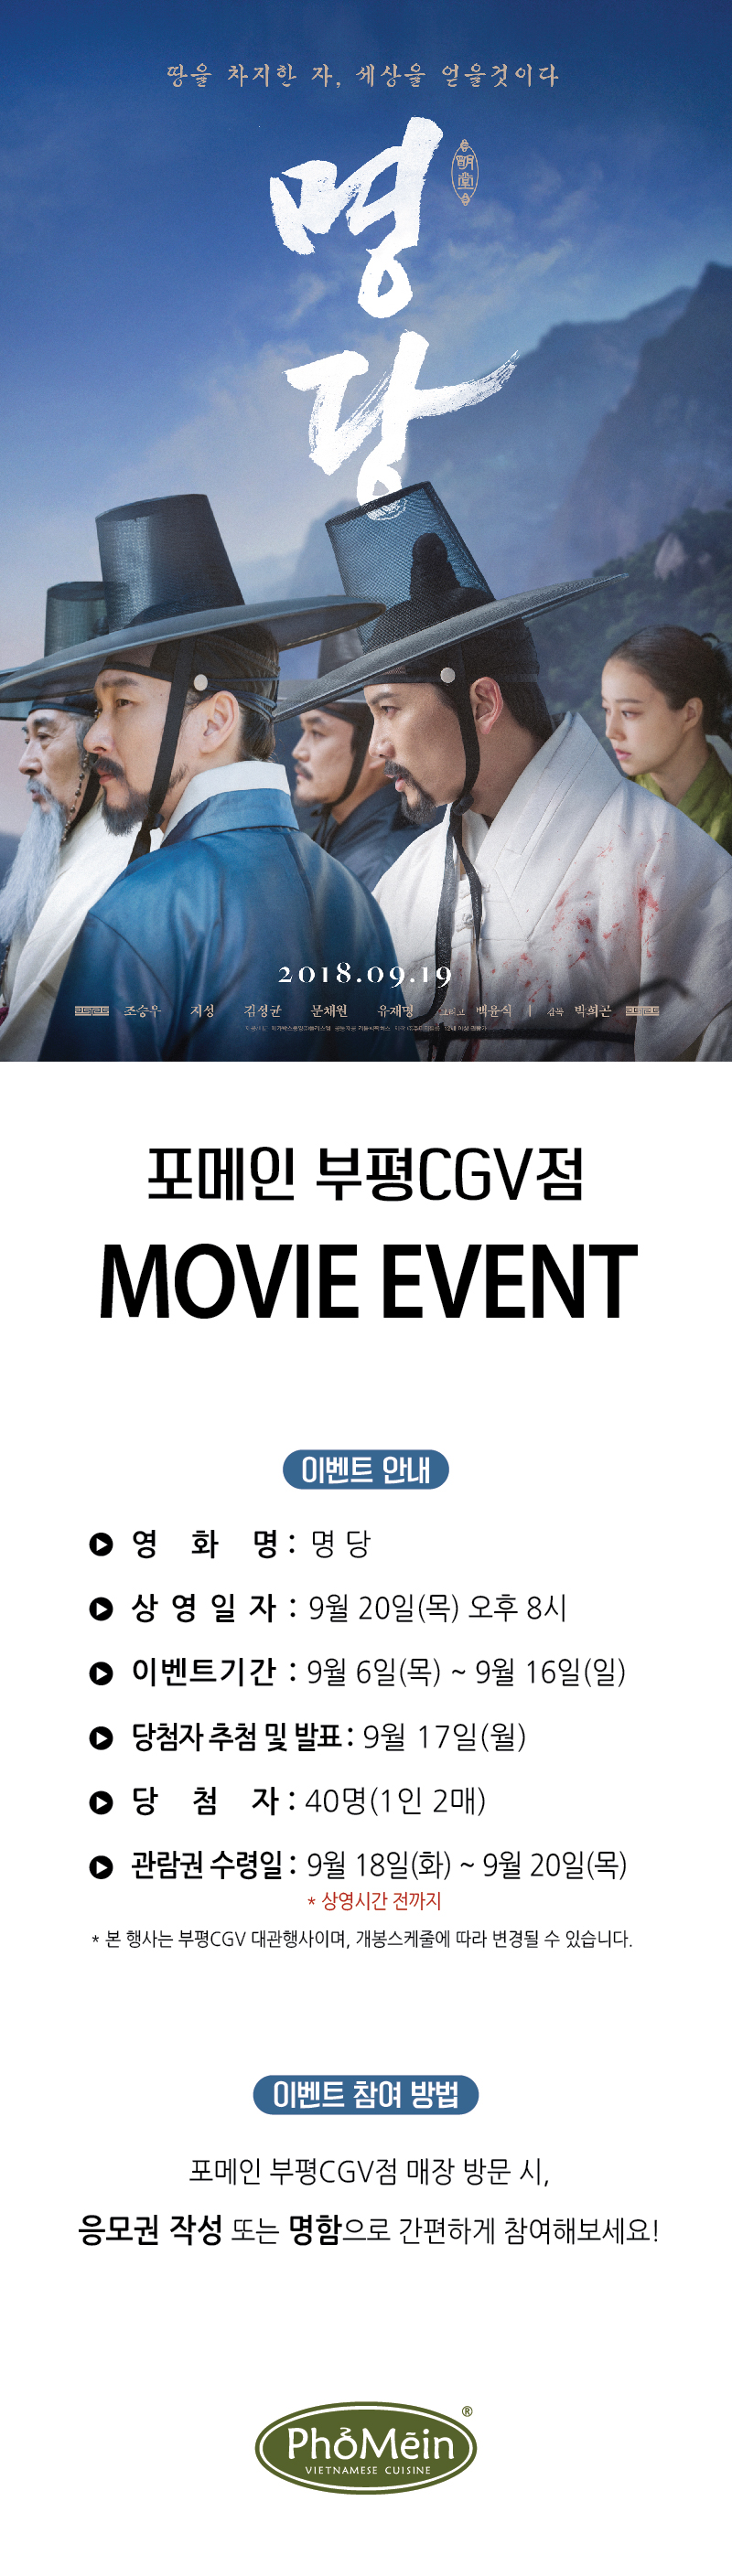 땅을 차지한 자, 세상을 얻을것이다
명당
明堂
2018.09.19
조승우 지성 김성균 문채원 유재명 그리고 백윤식 | 감독 박희곤
포메인 부평CGV점
MOVIE EVENT
이벤트 안내
영 화 명 : 명 당
상 영 일 자 : 9월 20일(목) 오후 8시
이벤트기간 : 9월 6일(목) ~ 9월 16일(일)
당첨자 추첨 및 발표 : 9월 17일(월)
당 첨 자 : 40명(1인 2매)
관람권 수령일 : 9월 18일(화) ~ 9월 20일(목)
* 상영시간 전까지
* 본 행사는 부평CGV 대관행사이며, 개봉스케줄에 따라 변경될 수 있습니다.
이벤트 참여 방법
포메인 부평CGV점 매장 방문 시,
응모권 작성 또는 명함으로 간편하게 참여해보세요!
PhởMein ®
VIETNAMESE CUISINE